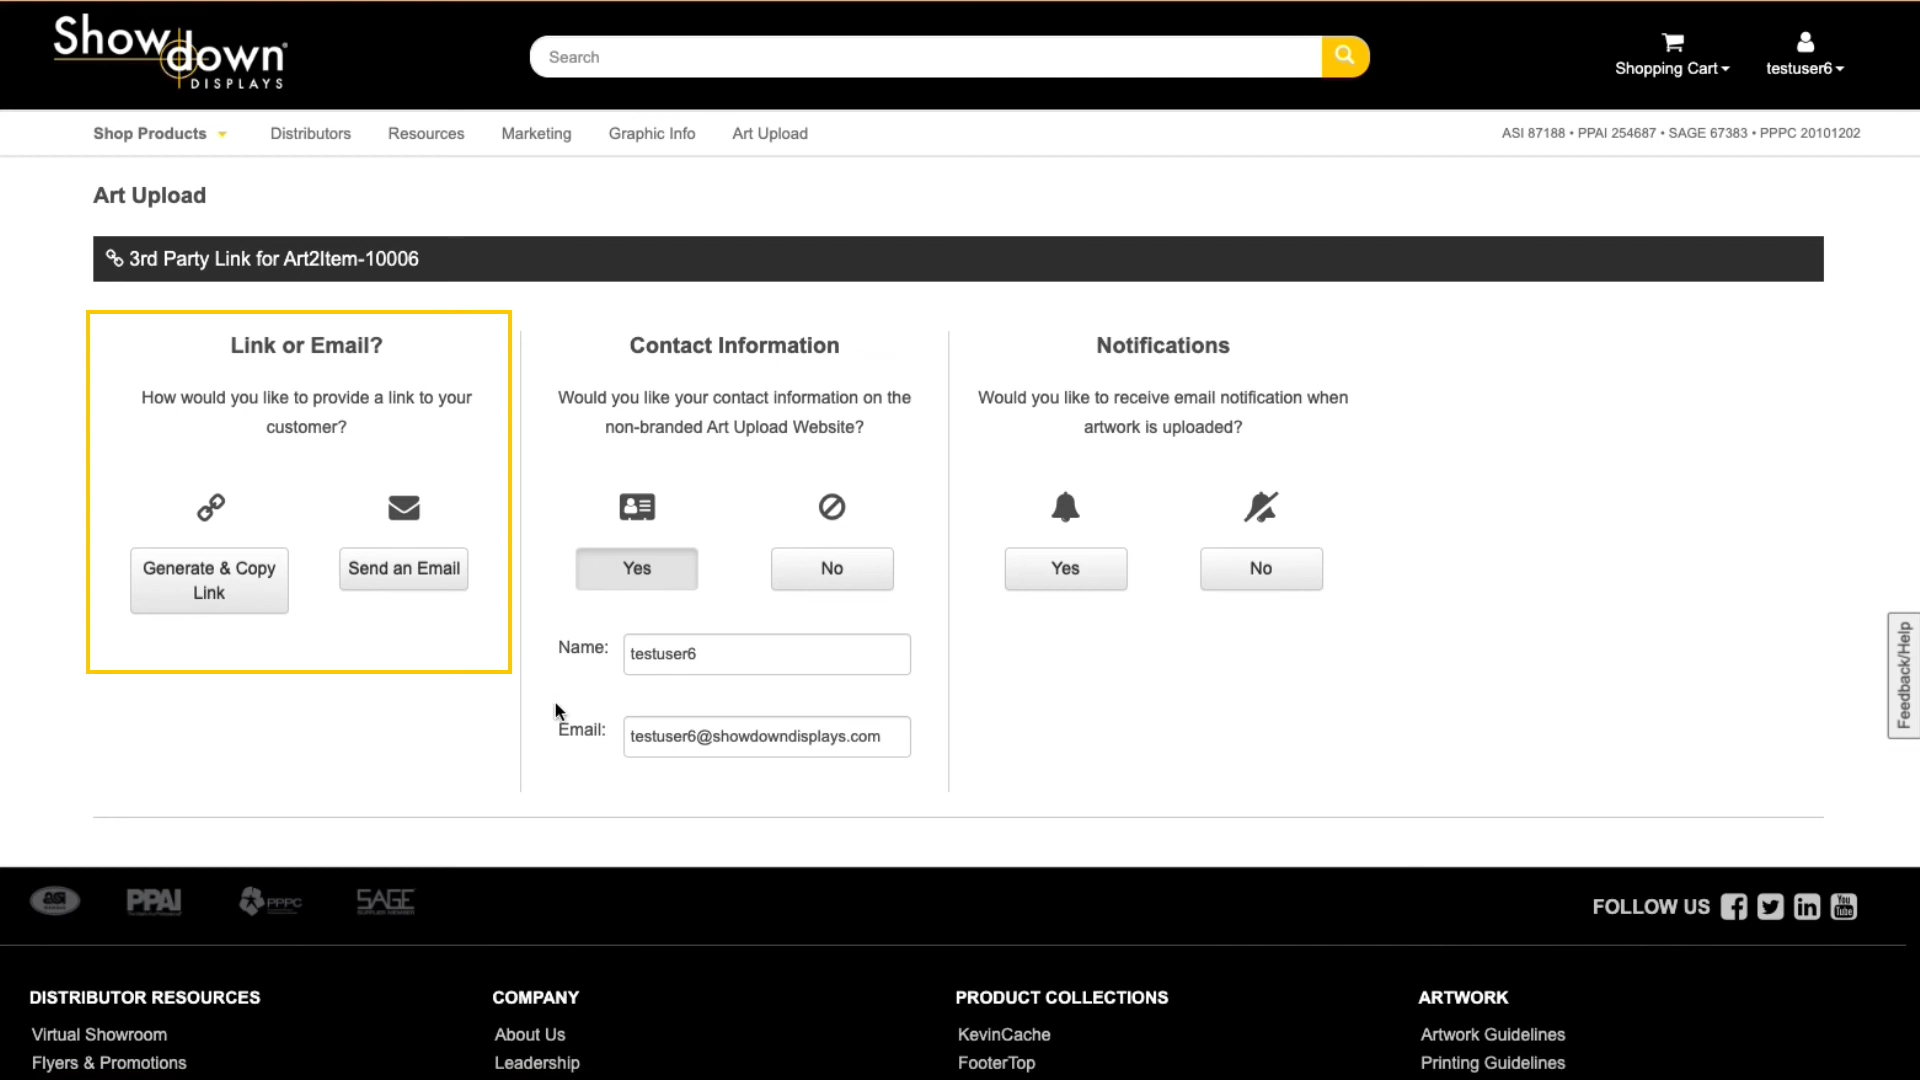 Showdown
DISPLAYS
Search
Shopping Cart
testuser6
Shop Products
Distributors
Resources
Marketing
Graphic Info
Art Upload
ASI 87188 • PPAI 254687 • SAGE 67383 • PPPC 20101202
Art Upload
3rd Party Link for Art2Item-10006
Link or Email?
How would you like to provide a link to your
customer?
Generate & Copy
Link
Send an Email
Contact Information
Would you like your contact information on the
non-branded Art Upload Website?
Yes
No
Name:
testuser6
Email:
testuser6@showdowndisplays.com
Notifications
Would you like to receive email notification when
artwork is uploaded?
Yes
No
Feedback/Help
PPAI
PPPC
SAGE
FOLLOW US
You
Tube
DISTRIBUTOR RESOURCES
Virtual Showroom
Flyers & Promotions
COMPANY
About Us
Leadership
PRODUCT COLLECTIONS
KevinCache
FooterTop
ARTWORK
Artwork Guidelines
Printing Guidelines